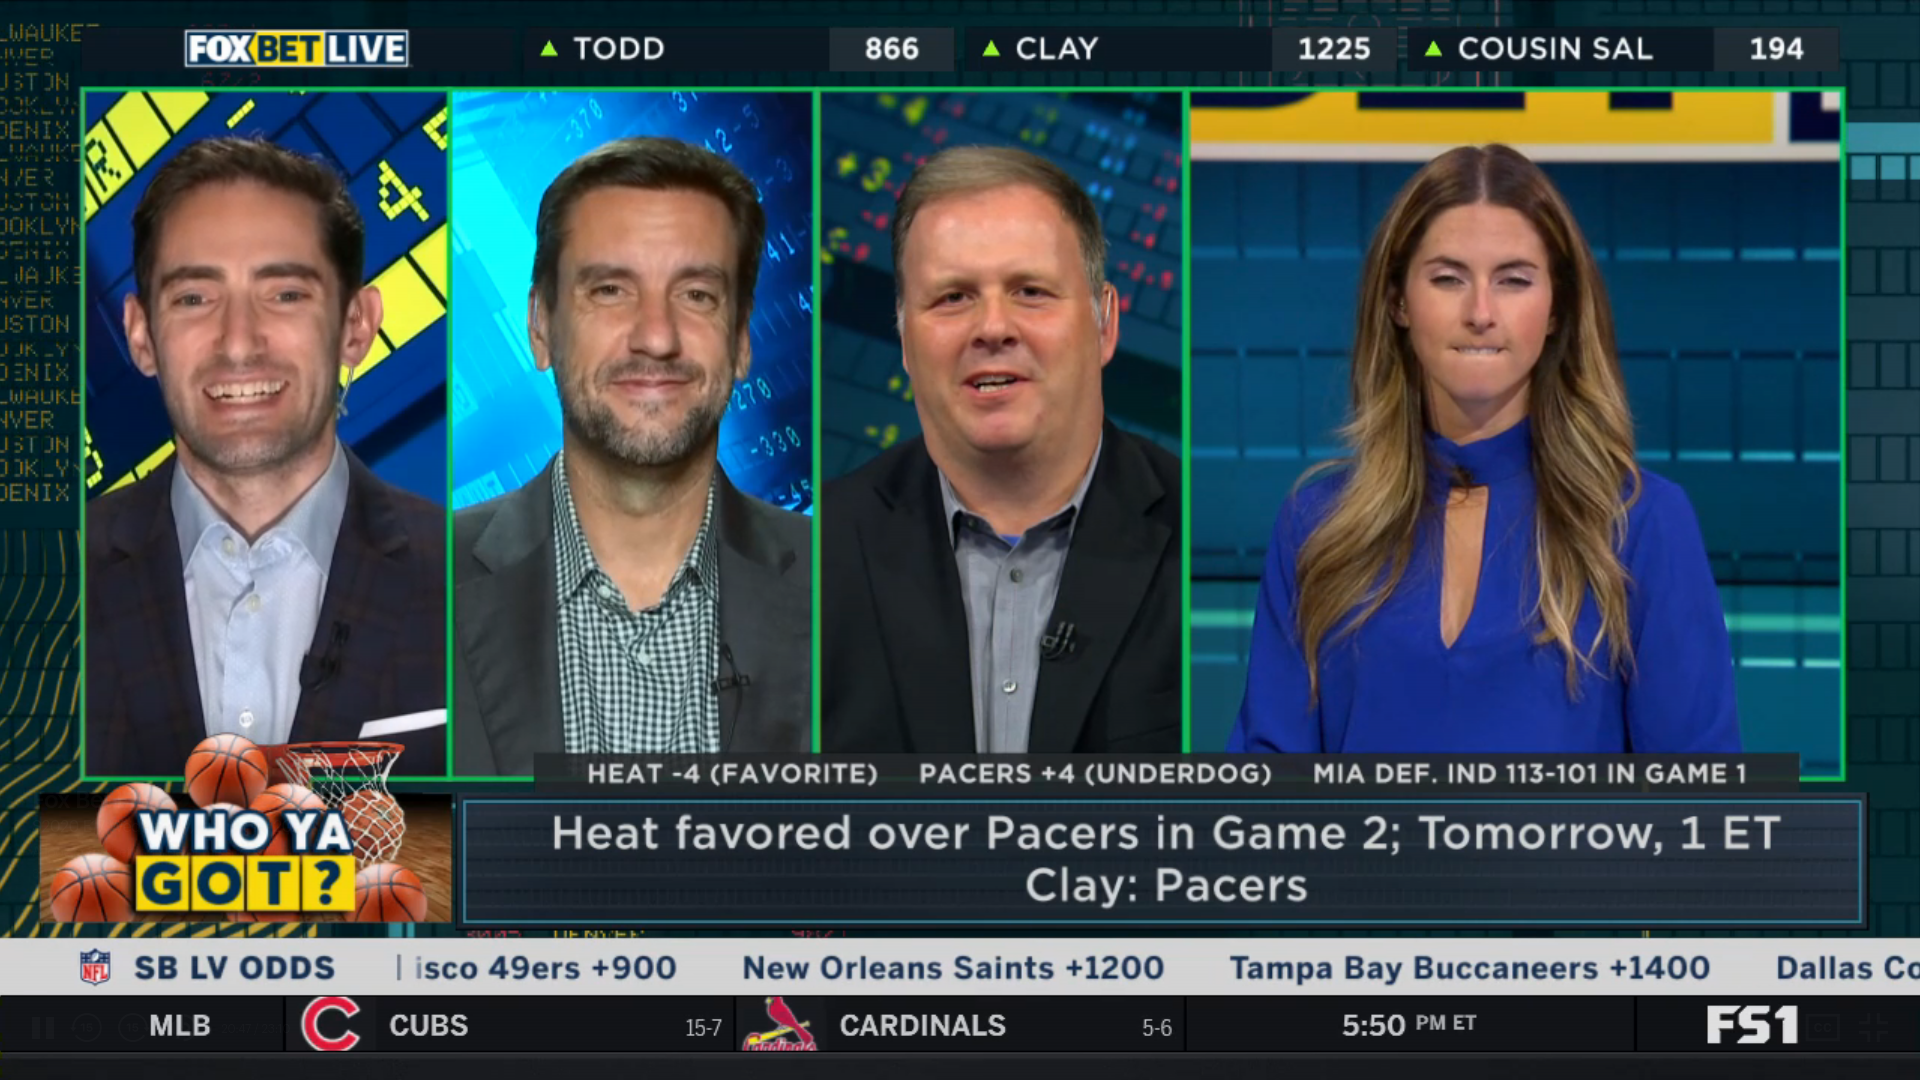 FOX BET LIVE
TODD 866
CLAY 1225
COUSIN SAL 194
HEAT -4 (FAVORITE) PACERS +4 (UNDERDOG) MIA DEF. IND 113-101 IN GAME 1
WHO YA
GOT?
Heat favored over Pacers in Game 2; Tomorrow, 1 ET
Clay: Pacers
NFL SB LV ODDS isco 49ers +900 New Orleans Saints +1200 Tampa Bay Buccaneers +1400 Dallas Co
MLB CUBS 15-7 Cardinals CARDINALS 5-6 5:50 PM ET FS1